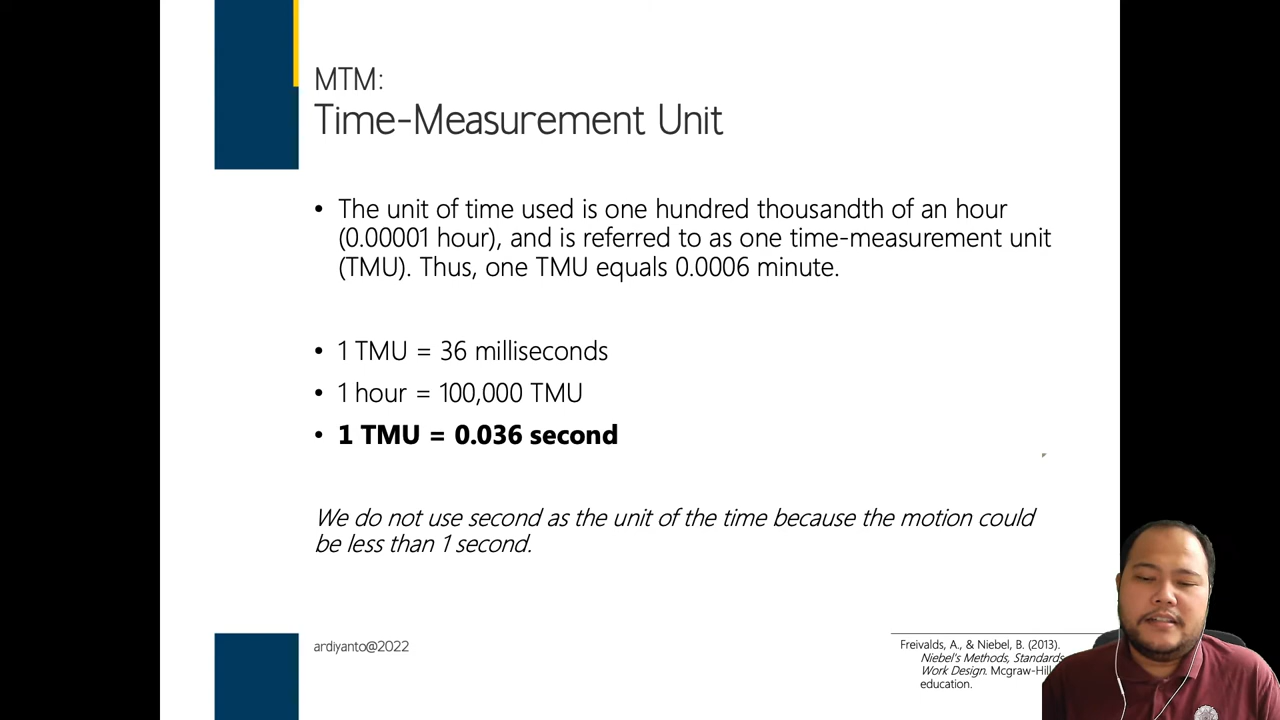 MTM:
Time-Measurement Unit
• The unit of time used is one hundred thousandth of an hour
(0.00001 hour), and is referred to as one time-measurement unit
(TMU). Thus, one TMU equals 0.0006 minute.
• 1 TMU = 36 milliseconds
• 1 hour = 100,000 TMU
• 1 TMU = 0.036 second
We do not use second as the unit of the time because the motion could
be less than 1 second.
ardiyanto@2022
Freivalds, A., & Niebel, B. (2013).
Niebel's Methods, Standards
Work Design. Mcgraw-Hill
education.